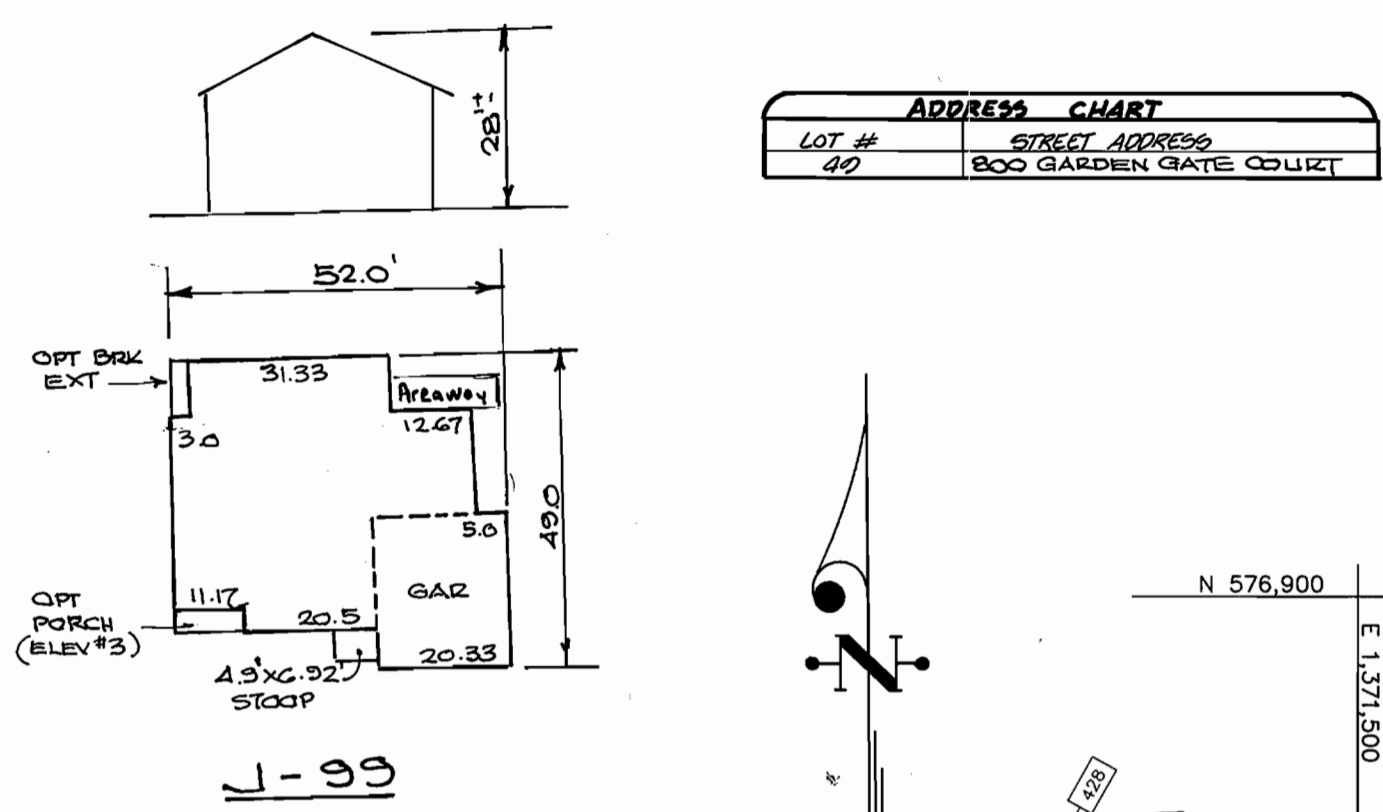 28'±
ADDRESS CHART
LOT # STREET ADDRESS
49 800 GARDEN GATE COURT
52.0'
OPT BRK
EXT
31.33
Areaway
12.67
3.0
49.0
5.0
GAR
11.17
OPT
PORCH
(ELEV #3)
20.5
20.33
4.9'X6.92'
STOOP
J-99
N 576,900
E 1,371,500
N
428